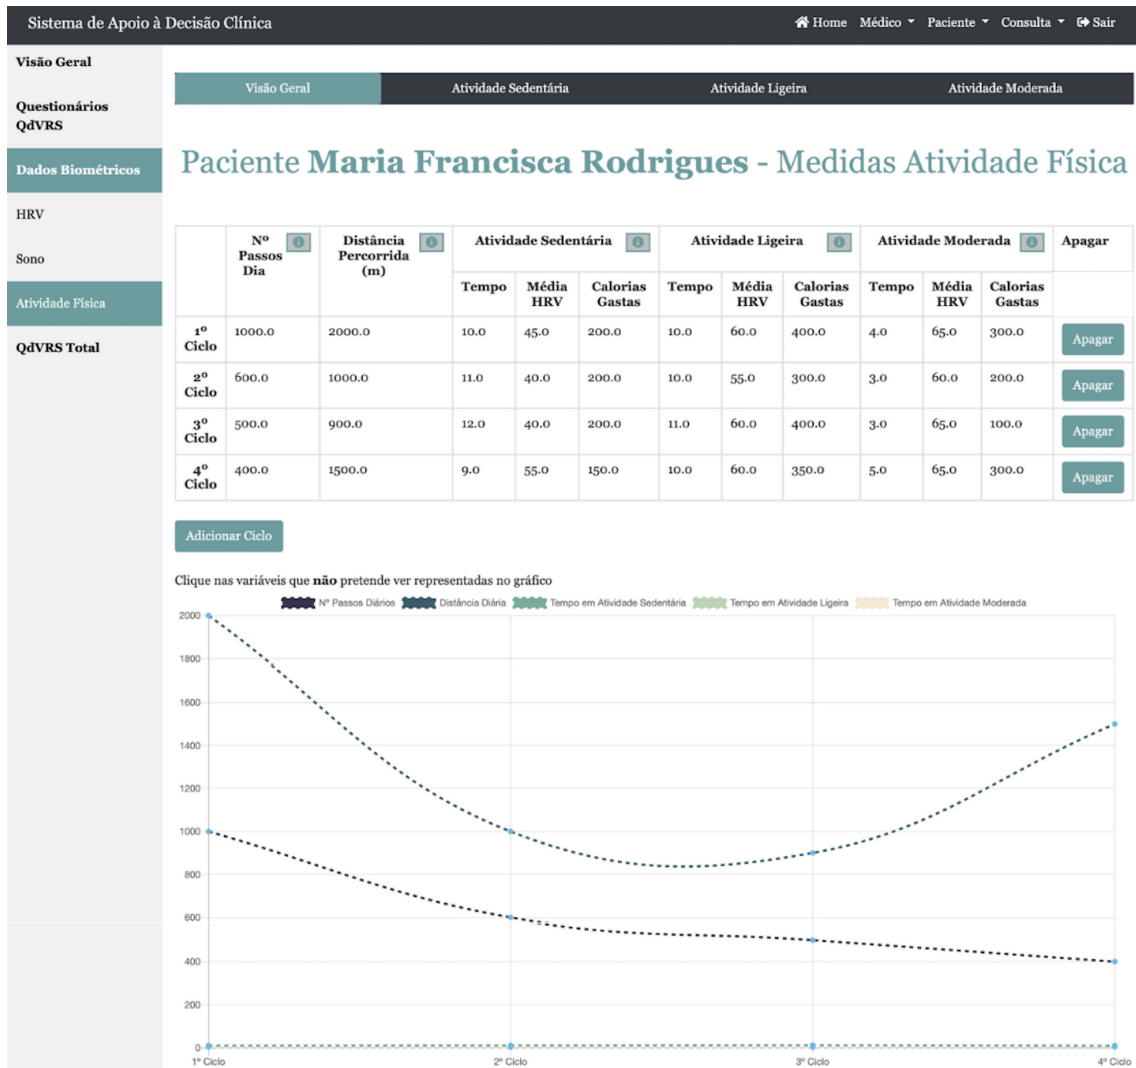 Sistema de Apoio à Decisão Clínica Home Médico Paciente Consulta Sair
Visão Geral
Questionários
QdVRS
Dados Biométricos
HRV
Sono
Atividade Física
QdVRS Total
Visão Geral Atividade Sedentária Atividade Ligeira Atividade Moderada
Paciente Maria Francisca Rodrigues - Medidas Atividade Física
Nº Passos Dia Distância Percorrida (m) Atividade Sedentária Atividade Ligeira Atividade Moderada Apagar
Tempo Média HRV Calorias Gastas Tempo Média HRV Calorias Gastas Tempo Média HRV Calorias Gastas
1º Ciclo 1000.0 2000.0 10.0 45.0 200.0 10.0 60.0 400.0 4.0 65.0 300.0 Apagar
2º Ciclo 600.0 1000.0 11.0 40.0 200.0 10.0 55.0 300.0 3.0 60.0 200.0 Apagar
3º Ciclo 500.0 900.0 12.0 40.0 200.0 11.0 60.0 400.0 3.0 65.0 100.0 Apagar
4º Ciclo 400.0 1500.0 9.0 55.0 150.0 10.0 60.0 350.0 5.0 65.0 300.0 Apagar
Adicionar Ciclo
Clique nas variáveis que não pretende ver representadas no gráfico
Nº Passos Diários Distância Diária Tempo em Atividade Sedentária Tempo em Atividade Ligeira Tempo em Atividade Moderada
2000
1800
1600
1400
1200
1000
800
600
400
200
0
1º Ciclo 2º Ciclo 3º Ciclo 4º Ciclo